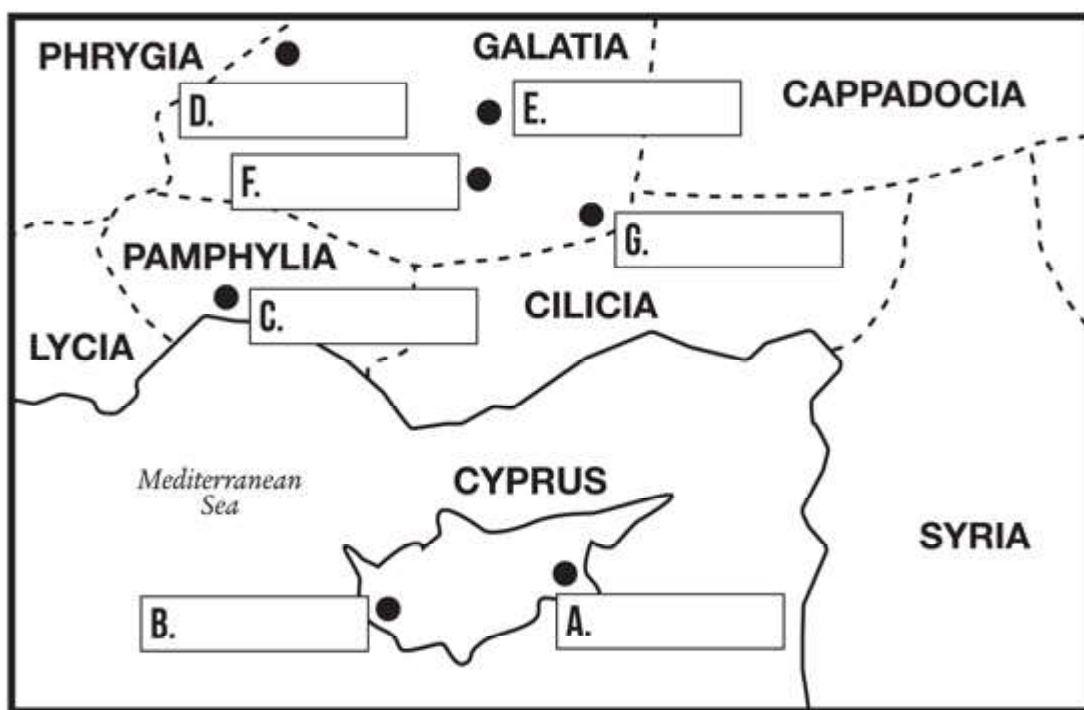 PHRYGIA
GALATIA
CAPPADOCIA
D.
E.
F.
G.
PAMPHYLIA
C.
CILICIA
LYCIA
Mediterranean
Sea
CYPRUS
SYRIA
B.
A.